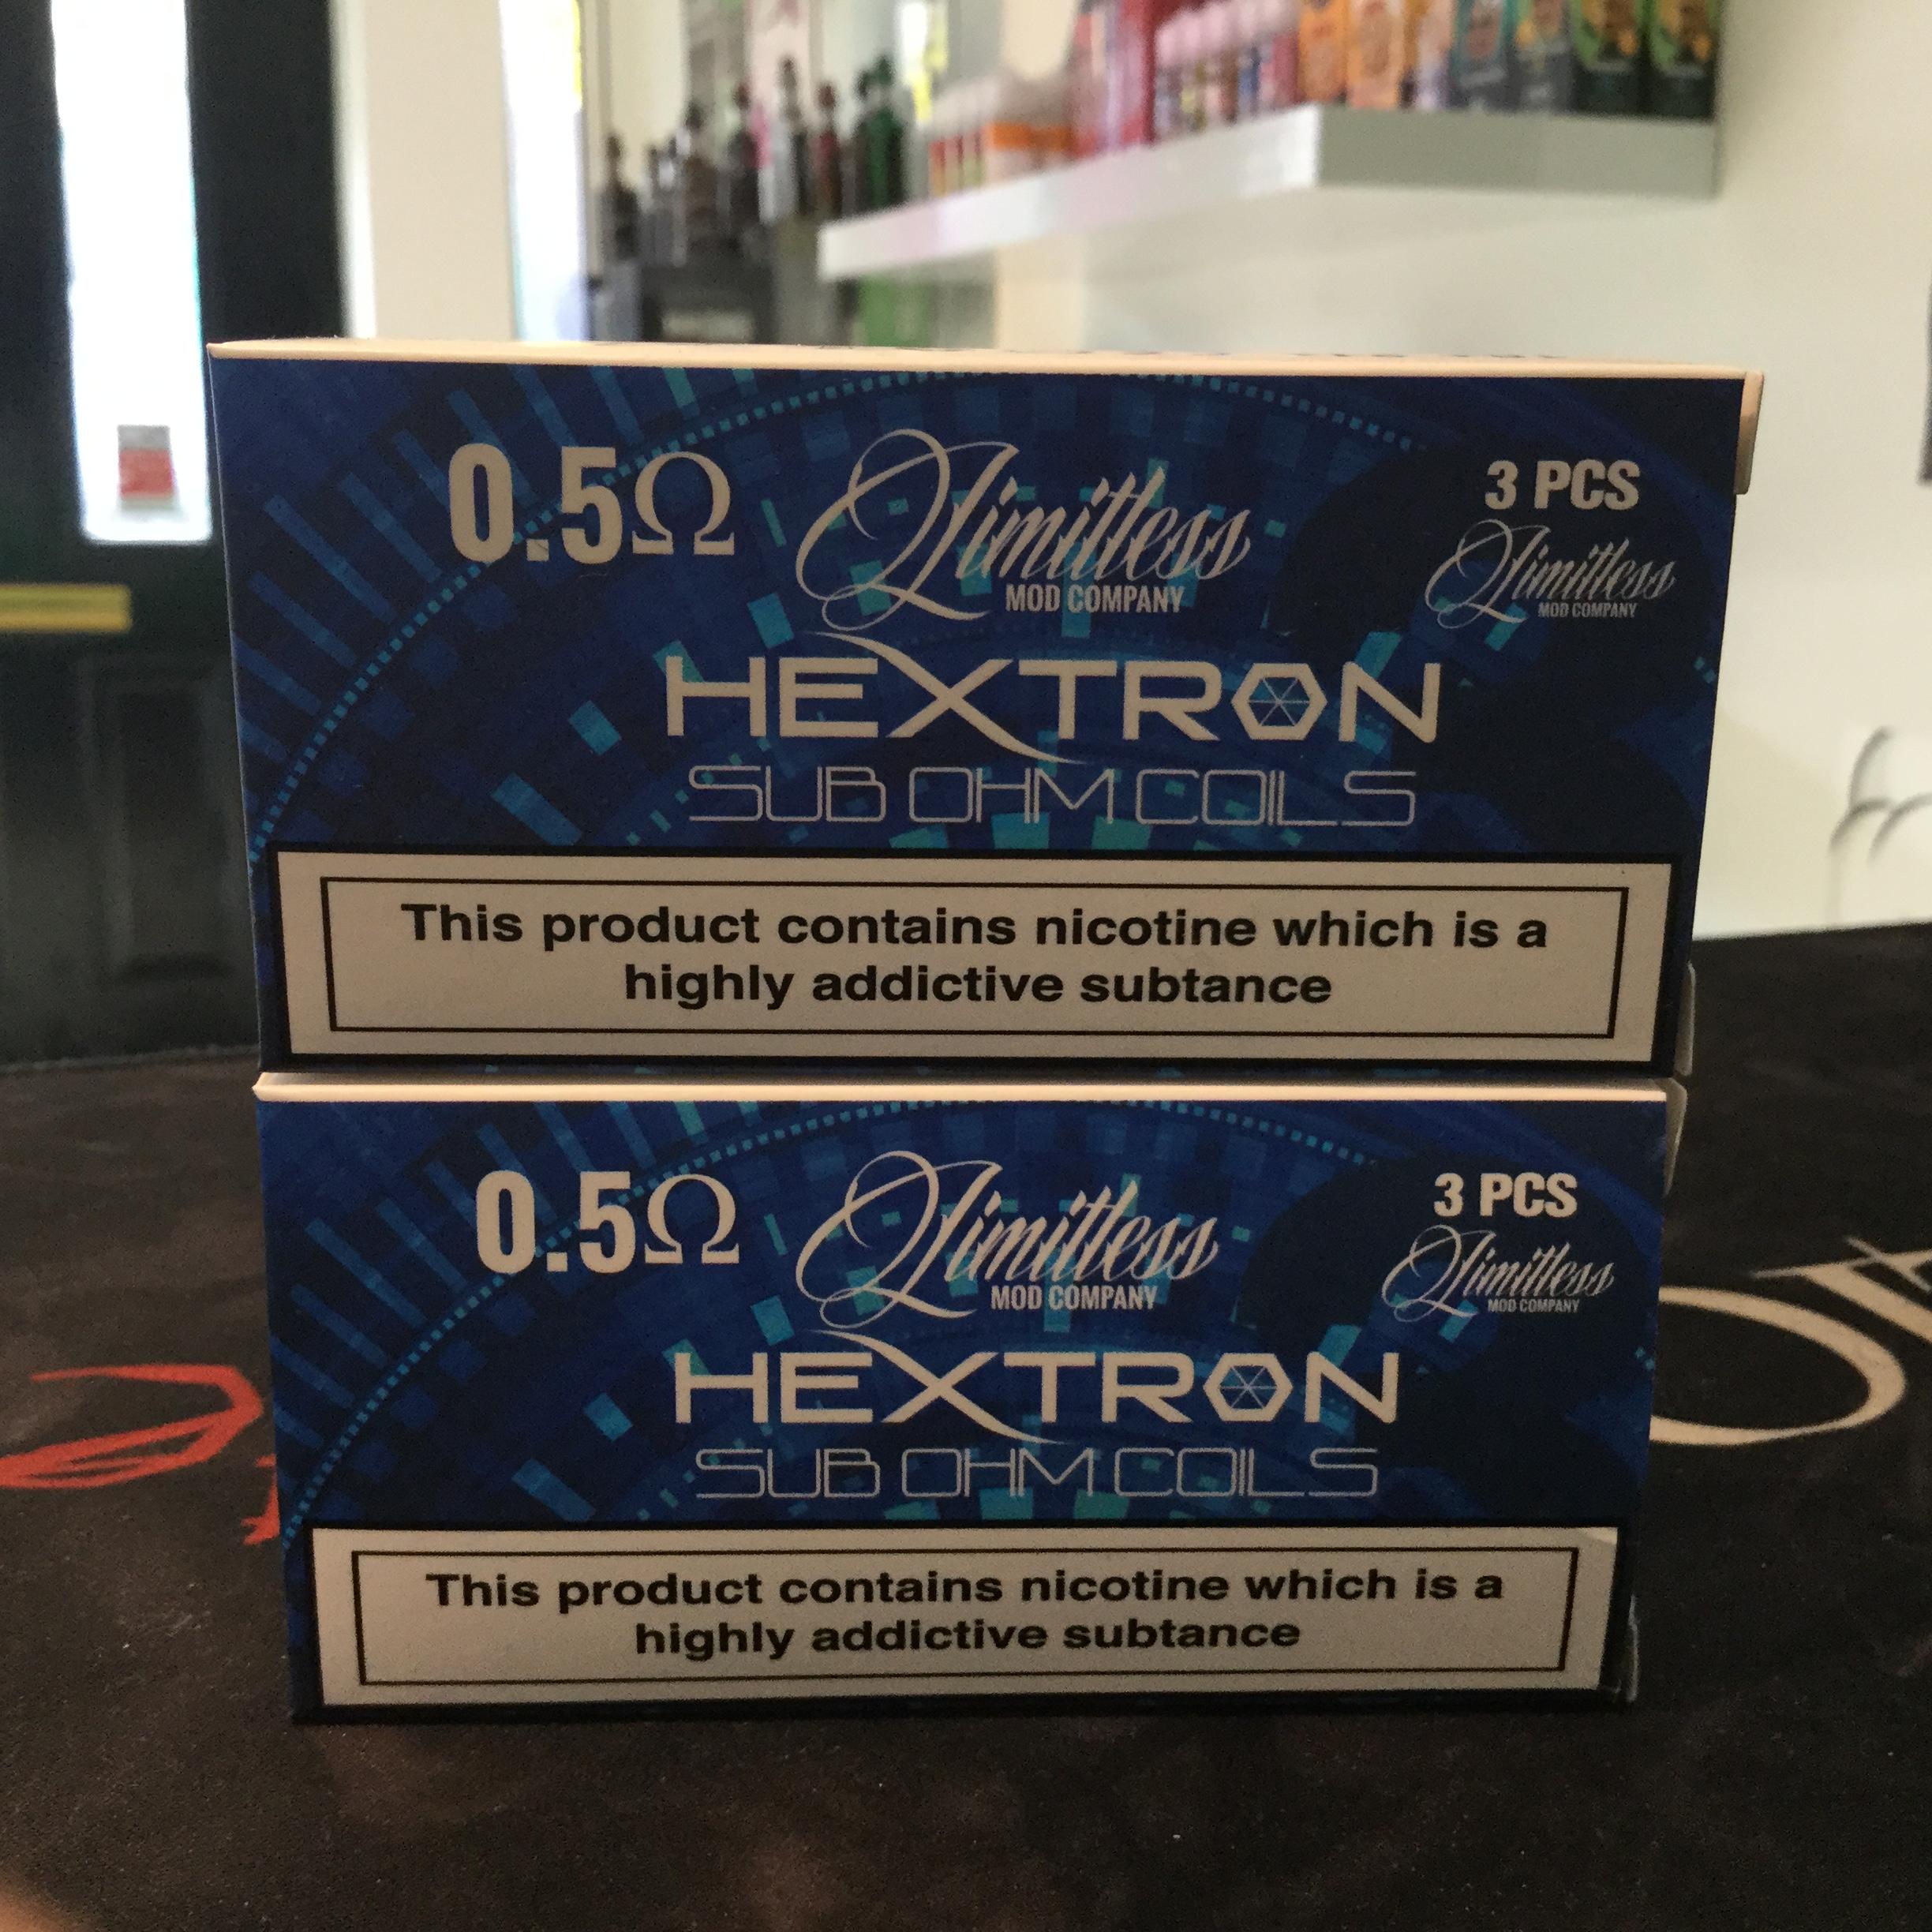 0.5Ω
Limitless
MOD COMPANY
3 PCS
Limitless
MOD COMPANY
HEXTRON
SUB OHM COILS
This product contains nicotine which is a
highly addictive subtance
0.5Ω
Limitless
MOD COMPANY
3 PCS
Limitless
MOD COMPANY
HEXTRON
SUB OHM COILS
This product contains nicotine which is a
highly addictive subtance